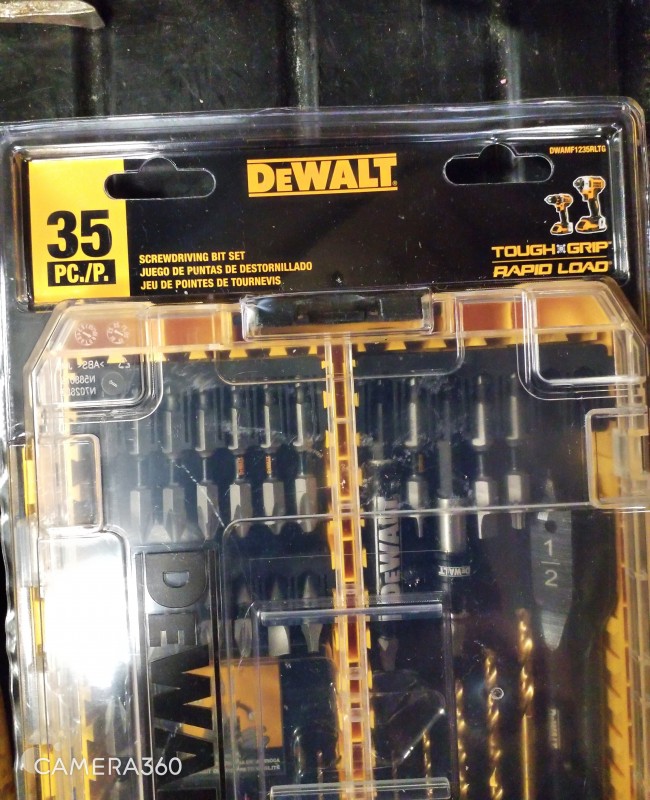 DEWALT
DWAMF1235RLTG
35
PC./P.
SCREWDRIVING BIT SET
JUEGO DE PUNTAS DE DESTORNILLADO
JEU DE POINTES DE TOURNEVIS
TOUGH GRIP
RAPID LOAD
>ABS<
DEWALT
DEWALT
1/2
DEWALT
CAMERA360